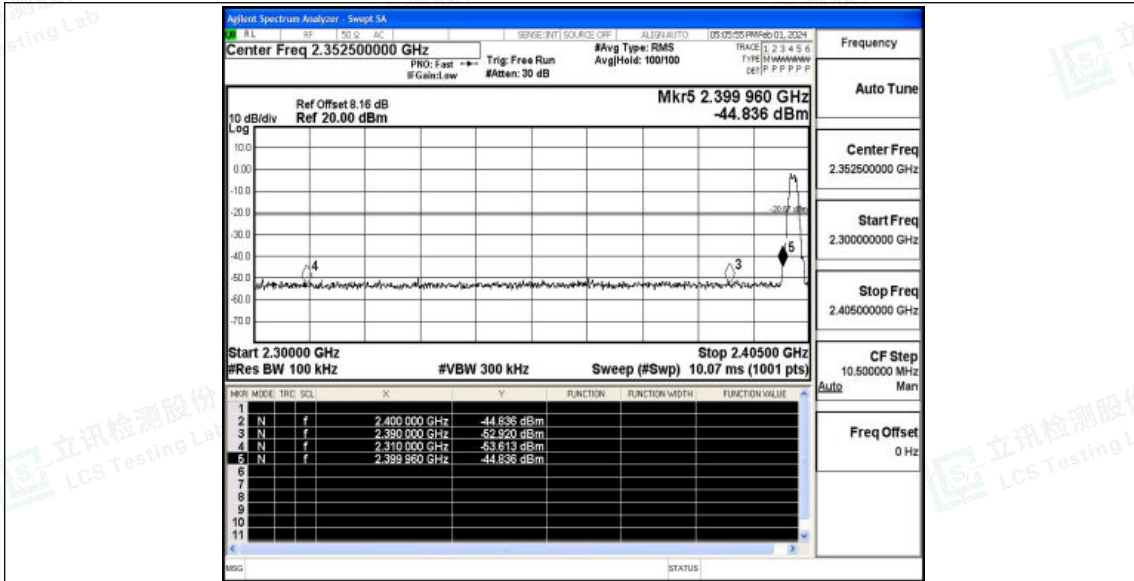 Agilent Spectrum Analyzer - Swept SA
RL RF 50 Ω AC SENSE:INT SOURCE OFF ALIGN AUTO 05:05:55 PM Feb 01, 2024
Center Freq 2.352500000 GHz
PNO: Fast
IFGain:Low
Trig: Free Run
#Atten: 30 dB
#Avg Type: RMS
Avg|Hold: 100/100
TRACE 1 2 3 4 5 6
TYPE M W W W W W
DET P P P P P P
Mkr5 2.399 960 GHz
-44.836 dBm
Ref Offset 8.16 dB
10 dB/div Ref 20.00 dBm
Log
10.0
0.00
-10.0
-20.0
-30.0
-40.0
-50.0
-60.0
-70.0
4
3
5
Start 2.30000 GHz Stop 2.40500 GHz
#Res BW 100 kHz #VBW 300 kHz Sweep (#Swp) 10.07 ms (1001 pts)
MKR MODE TRC SCL X Y FUNCTION FUNCTION WIDTH FUNCTION VALUE
1
2 N f 2.400 000 GHz -44.836 dBm
3 N f 2.390 000 GHz -52.920 dBm
4 N f 2.310 000 GHz -53.613 dBm
5 N f 2.399 960 GHz -44.836 dBm
6
7
8
9
10
11
MSG STATUS
Frequency
Auto Tune
Center Freq
2.352500000 GHz
Start Freq
2.300000000 GHz
Stop Freq
2.405000000 GHz
CF Step
10.500000 MHz
Auto Man
Freq Offset
0 Hz
立讯检测股份
LCS Testing Lab
立讯检测股份
LCS Testing L
sting Lab